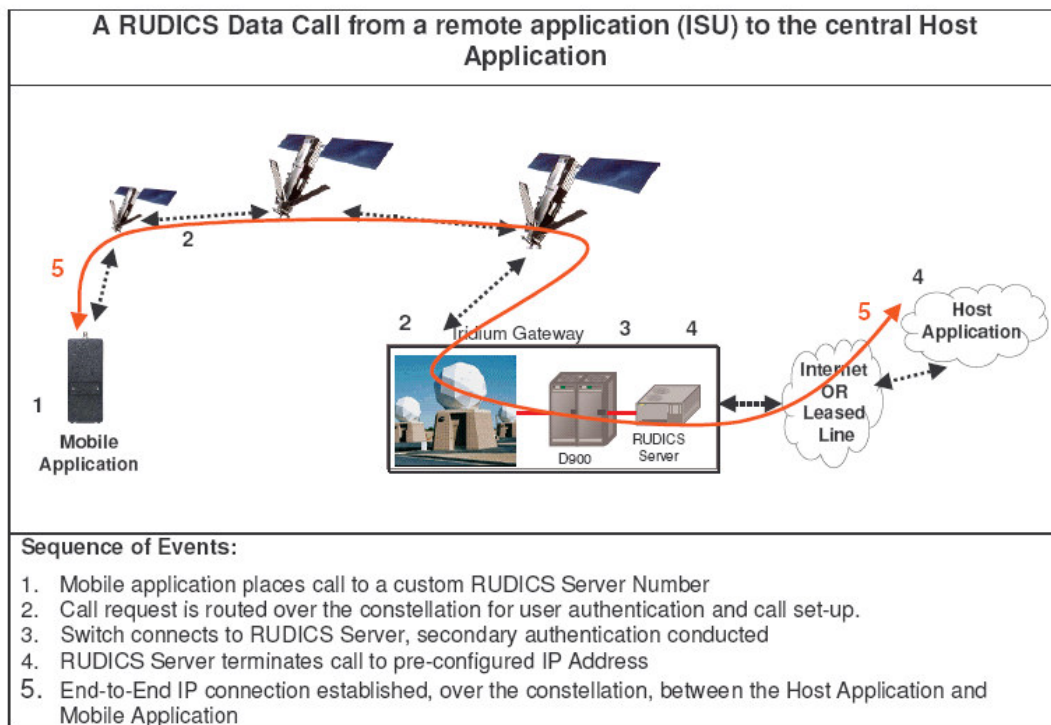 A RUDICS Data Call from a remote application (ISU) to the central Host
Application
2
5
4
5
Host
Application
2
Iridium Gateway
3
4
Internet
OR
Leased
Line
1
Mobile
Application
D900
RUDICS
Server
Sequence of Events:
1. Mobile application places call to a custom RUDICS Server Number
2. Call request is routed over the constellation for user authentication and call set-up.
3. Switch connects to RUDICS Server, secondary authentication conducted
4. RUDICS Server terminates call to pre-configured IP Address
5. End-to-End IP connection established, over the constellation, between the Host Application and
Mobile Application